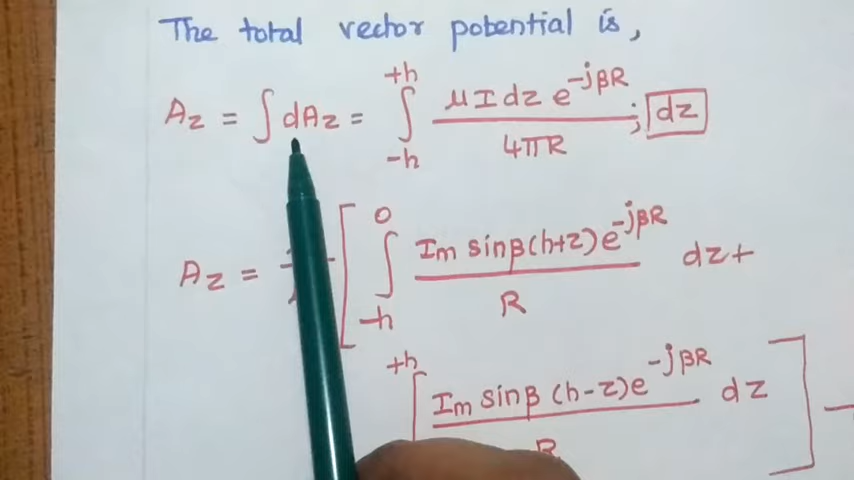 The total vector potential is,
Az = ∫ dAz = ∫ +h -h μI dz e^-jβR / 4πR ; dz
Az = [ ∫ 0 -h Im sinβ(h+z) e^-jβR / R dz +
+h Im sinβ (h-z) e^-jβR / R dz ] —